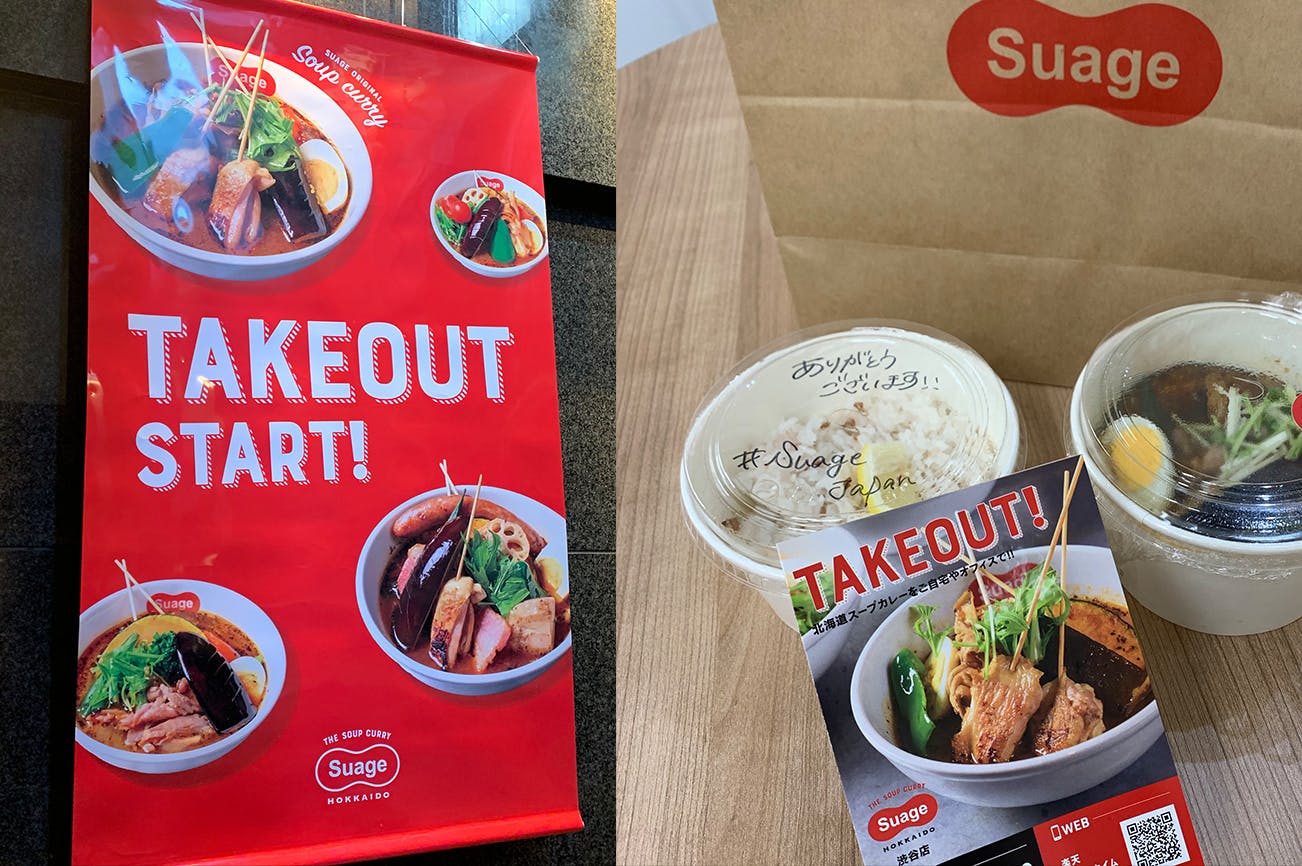 SUAGE ORIGINAL
Soup curry
Suage
Suage
TAKEOUT
START!
Suage
THE SOUP CURRY
Suage
HOKKAIDO
Suage
ありがとう
ございます!!
#Suage
Japan
TAKEOUT!
北海道スープカレーをご自宅やオフィスで!!
THE SOUP CURRY
Suage
HOKKAIDO
渋谷店
WEB
楽天